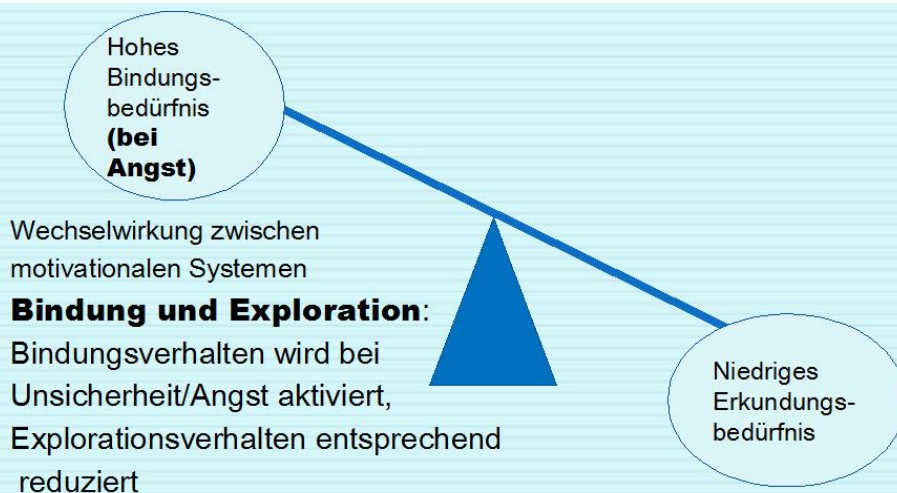 Hohes
Bindungs-
bedürfnis
(bei
Angst)
Wechselwirkung zwischen
motivationalen Systemen
Bindung und Exploration:
Bindungsverhalten wird bei
Unsicherheit/Angst aktiviert,
Explorationsverhalten entsprechend
reduziert
Niedriges
Erkundungs-
bedürfnis